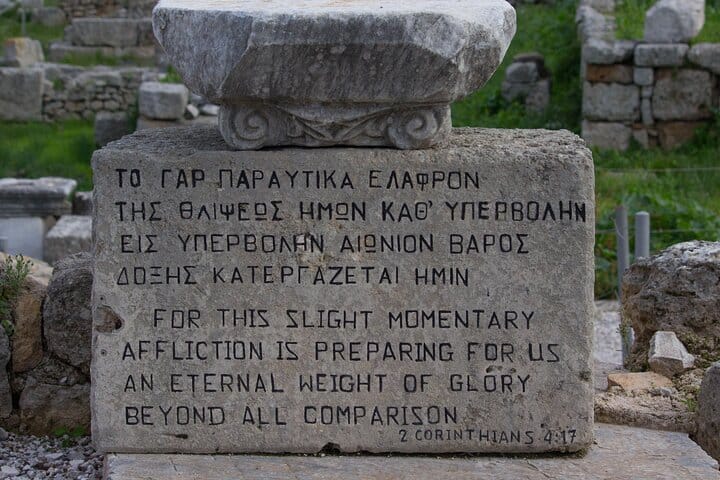 ΤΟ ΓΑΡ ΠΑΡΑΥΤΙΚΑ ΕΛΑΦΡΟΝ
ΤΗΣ ΘΛΙΨΕΩΣ ΗΜΩΝ ΚΑΘ' ΥΠΕΡΒΟΛΗΝ
ΕΙΣ ΥΠΕΡΒΟΛΗΝ ΑΙΩΝΙΟΝ ΒΑΡΟΣ
ΔΟΞΗΣ ΚΑΤΕΡΓΑΖΕΤΑΙ ΗΜΙΝ
FOR THIS SLIGHT MOMENTARY
AFFLICTION IS PREPARING FOR US
AN ETERNAL WEIGHT OF GLORY
BEYOND ALL COMPARISON
2 CORINTHIANS 4:17